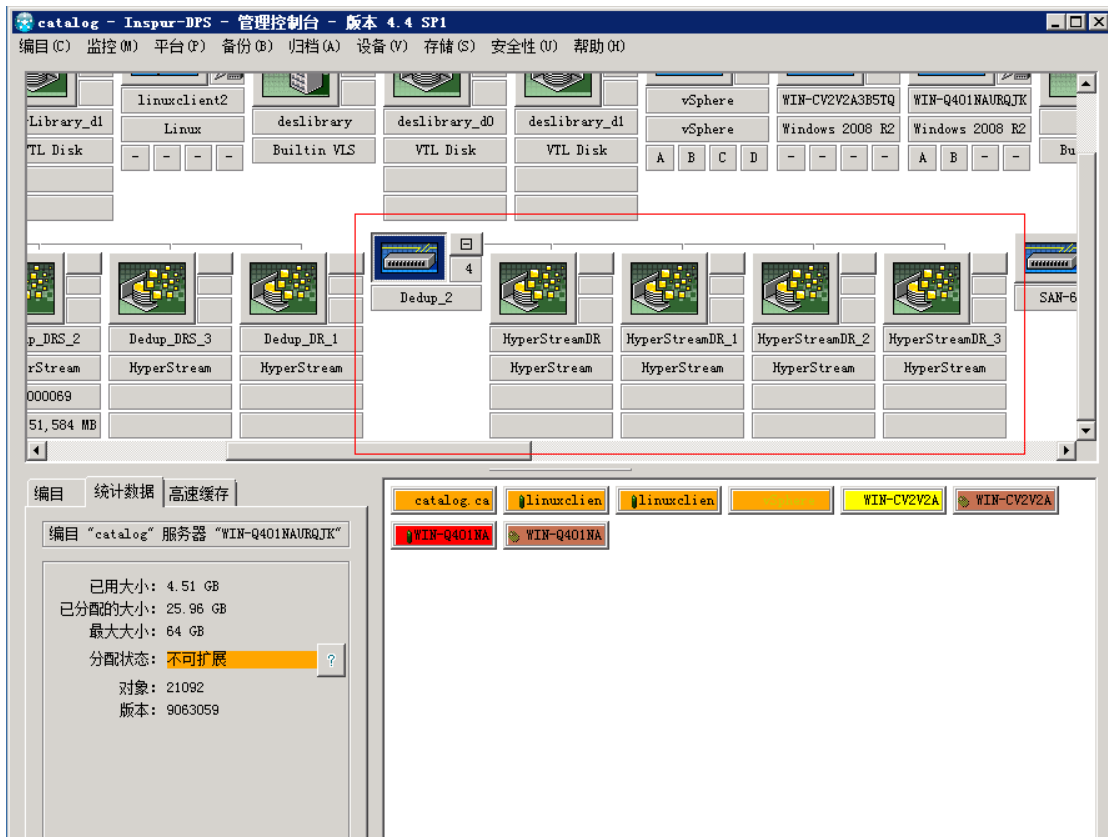 catalog - Inspur-DPS - 管理控制台 - 版本 4.4 SP1
编目(C) 监控(M) 平台(P) 备份(B) 归档(A) 设备(V) 存储(S) 安全性(U) 帮助(H)
linuxclient2 vSphere WIN-CV2V2A3B5TQ WIN-Q401NAURQJK
Library_d1 Linux deslibrary deslibrary_d0 deslibrary_d1 vSphere Windows 2008 R2 Windows 2008 R2
TL Disk - - - - Builtin VLS VTL Disk VTL Disk A B C D - - - - A B - - Bu
4
Dedup_2 SAN-6
p_DRS_2 Dedup_DRS_3 Dedup_DR_1 HyperStreamDR HyperStreamDR_1 HyperStreamDR_2 HyperStreamDR_3
rStream HyperStream HyperStream HyperStream HyperStream HyperStream HyperStream
000069
51,584 MB
编目 统计数据 高速缓存
catalog.ca linuxclien linuxclien WIN-CV2V2A WIN-CV2V2A
编目 "catalog" 服务器 "WIN-Q401NAURQJK"
WIN-Q401NA WIN-Q401NA
已用大小: 4.51 GB
已分配的大小: 25.96 GB
最大大小: 64 GB
分配状态: 不可扩展 ?
对象: 21092
版本: 9063059